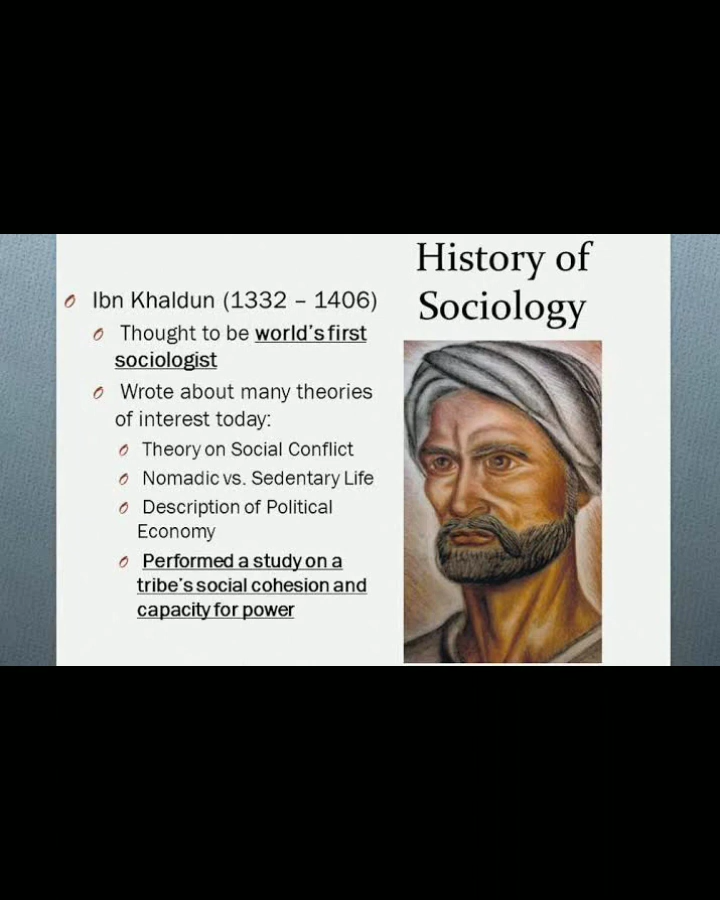 History of
Sociology
Ibn Khaldun (1332 – 1406)
Thought to be world's first
sociologist
Wrote about many theories
of interest today:
Theory on Social Conflict
Nomadic vs. Sedentary Life
Description of Political
Economy
Performed a study on a
tribe's social cohesion and
capacity for power